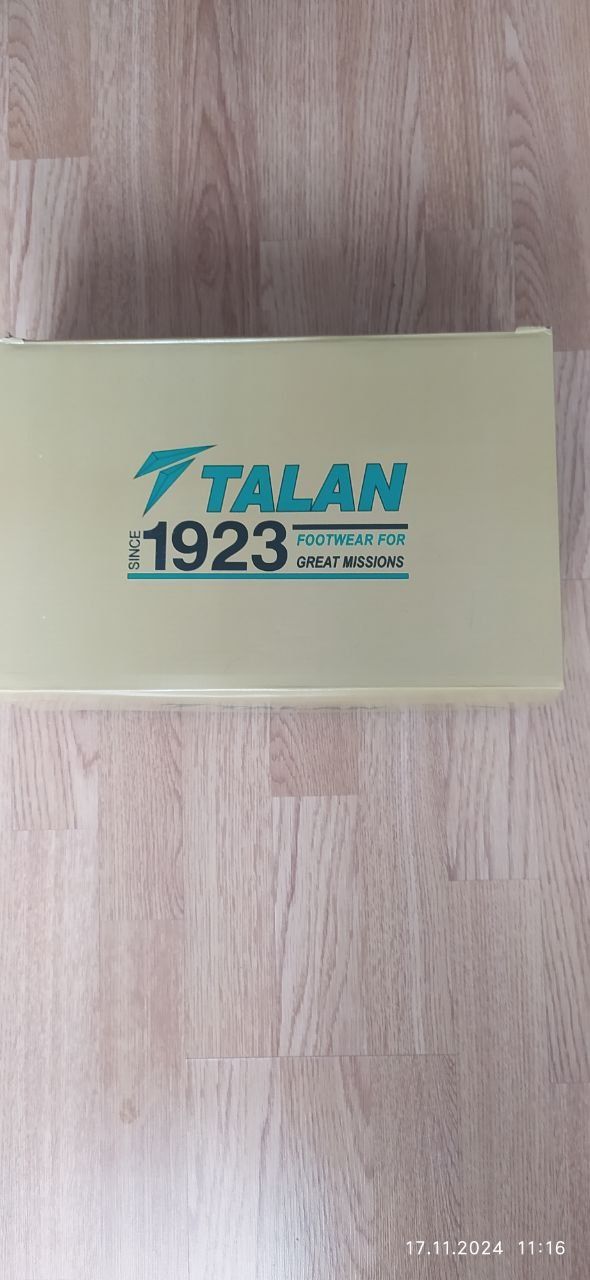 TALAN
SINCE
1923
FOOTWEAR FOR
GREAT MISSIONS
17.11.2024 11:16